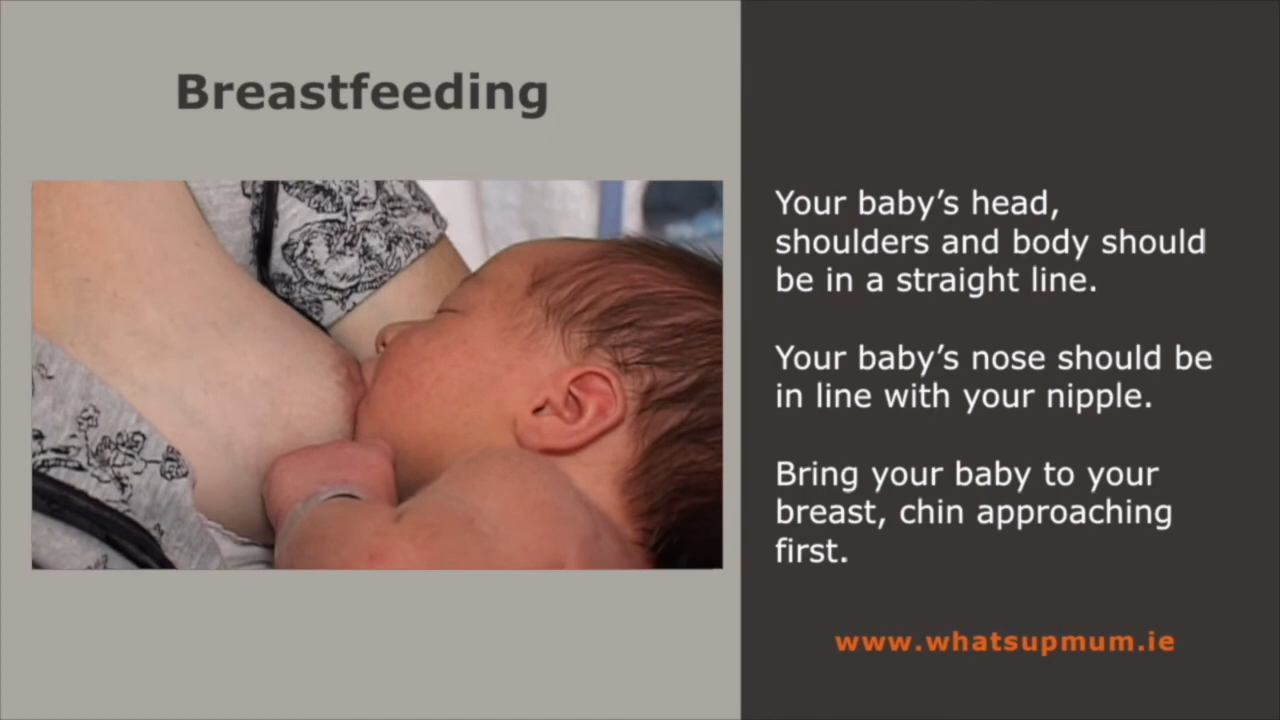 Breastfeeding
Your baby’s head,
shoulders and body should
be in a straight line.
Your baby’s nose should be
in line with your nipple.
Bring your baby to your
breast, chin approaching
first.
www.whatsupmum.ie